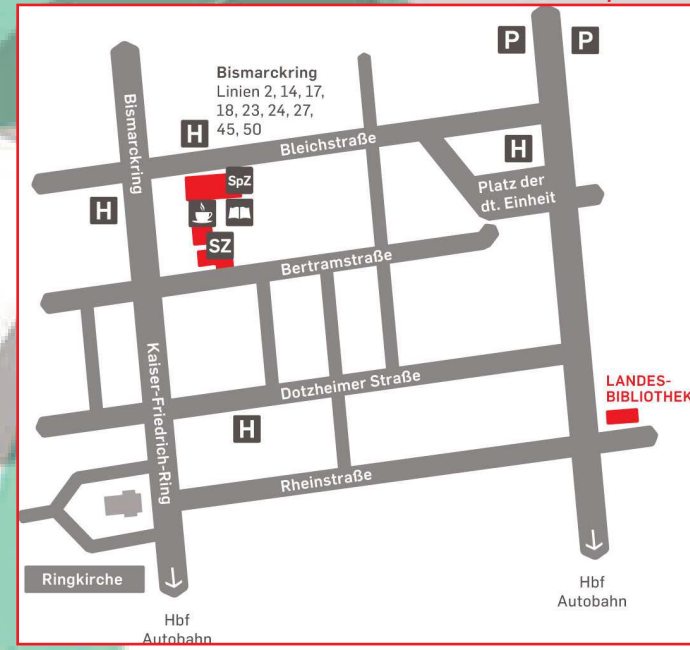 P
P
Bismarckring
Linien 2, 14, 17,
18, 23, 24, 27,
45, 50
H
Bismarckring
Bleichstraße
H
SpZ
Platz der
dt. Einheit
H
SZ
Bertramstraße
Kaiser-Friedrich-Ring
Dotzheimer Straße
LANDES-
BIBLIOTHEK
H
Rheinstraße
Ringkirche
Hbf
Autobahn
Hbf
Autobahn